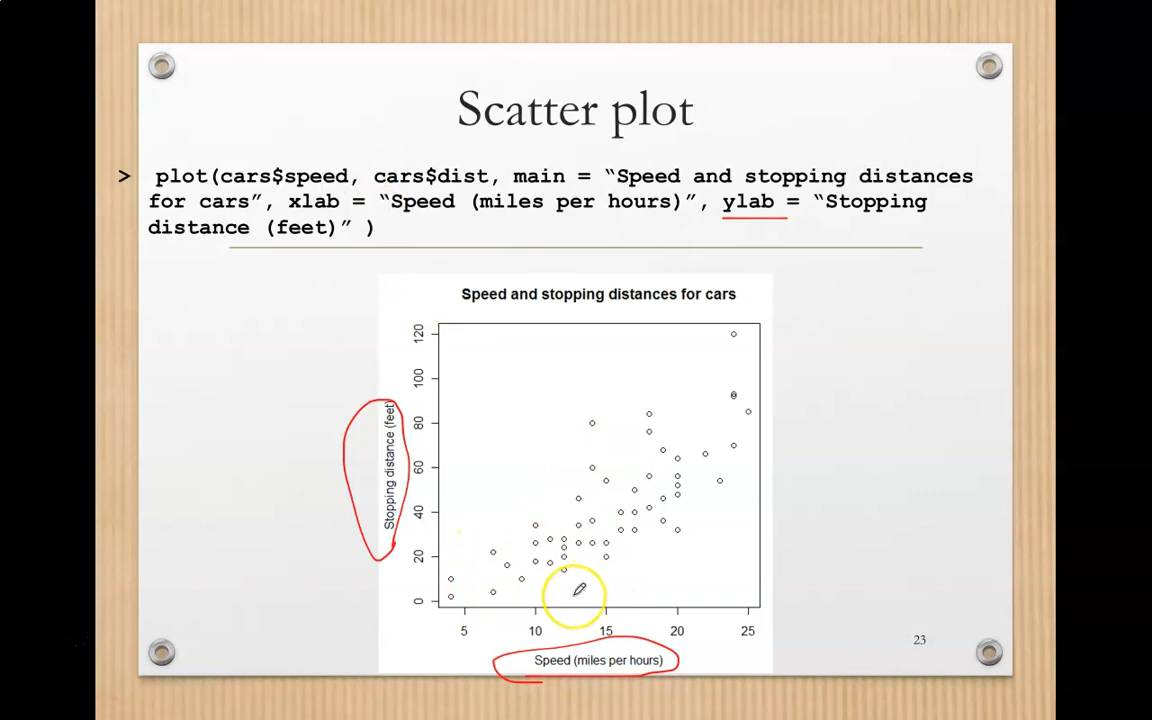 Scatter plot
> plot(cars$speed, cars$dist, main = “Speed and stopping distances
for cars”, xlab = “Speed (miles per hours)”, ylab = “Stopping
distance (feet)” )
Speed and stopping distances for cars
Stopping distance (feet)
120
100
80
60
40
20
0
5 10 15 20 25
Speed (miles per hours)
23